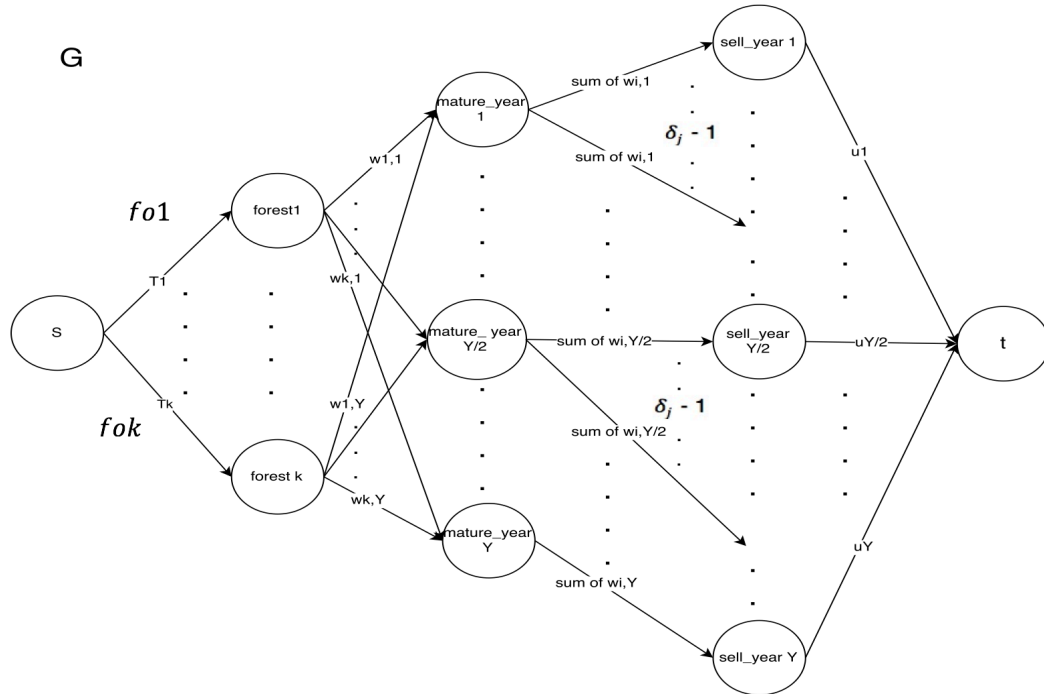 G
sell_year 1
sum of wi,1
mature_year
1
δj - 1
sum of wi,1
w1,1
u1
fo1
forest1
T1
wk,1
S
mature_ year
Y/2
sum of wi,Y/2
sell_year
Y/2
uY/2
t
w1,Y
Tk
δj - 1
fok
sum of wi,Y/2
forest k
wk,Y
mature_year
Y
uY
sum of wi,Y
sell_year Y